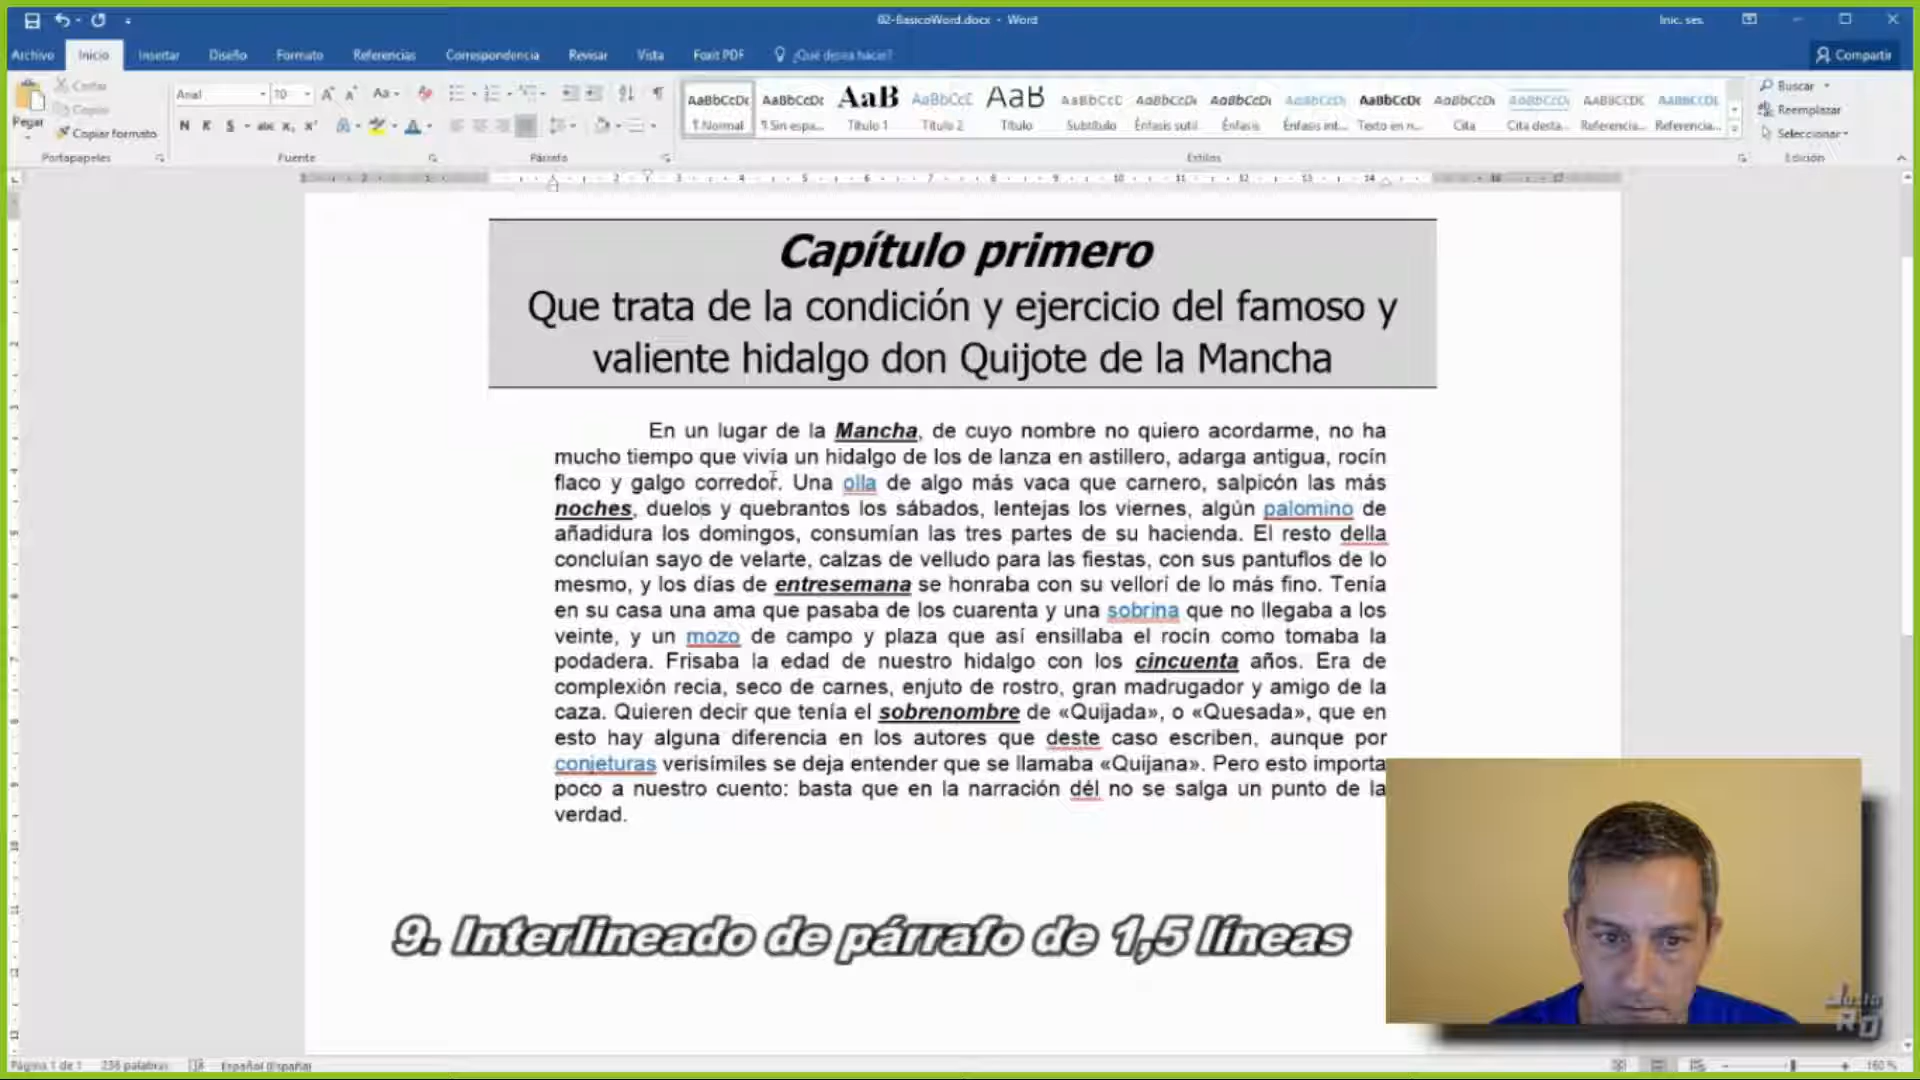 02-BasicoWord.docx - Word
Inic. ses.
Archivo Inicio Insertar Diseño Formato Referencias Correspondencia Revisar Vista Foxit PDF ¿Qué desea hacer? Compartir
Pegar
Cortar
Copiar
Copiar formato
Portapapeles
Arial 10
N K S abc
Fuente
Párrafo
AaBbCcDc AaBbCcDc AaB AaBbCcC AaB AaBbCcC AaBbCcDc AaBbCcDc AaBbCcDc AaBbCcDc AaBbCcDc AaBbCcDc AaBbCcDc AaBbCcDc
¶ Normal ¶ Sin espa... Título 1 Título 2 Título Subtítulo Énfasis sutil Énfasis Énfasis int... Texto en n... Cita Cita desta... Referencia... Referencia...
Estilos
Buscar
Reemplazar
Seleccionar
Edición
Capítulo primero
Que trata de la condición y ejercicio del famoso y
valiente hidalgo don Quijote de la Mancha
En un lugar de la Mancha, de cuyo nombre no quiero acordarme, no ha
mucho tiempo que vivía un hidalgo de los de lanza en astillero, adarga antigua, rocín
flaco y galgo corredor. Una olla de algo más vaca que carnero, salpicón las más
noches, duelos y quebrantos los sábados, lentejas los viernes, algún palomino de
añadidura los domingos, consumían las tres partes de su hacienda. El resto della
concluían sayo de velarte, calzas de velludo para las fiestas, con sus pantuflos de lo
mesmo, y los días de entresemana se honraba con su vellorí de lo más fino. Tenía
en su casa una ama que pasaba de los cuarenta y una sobrina que no llegaba a los
veinte, y un mozo de campo y plaza que así ensillaba el rocín como tomaba la
podadera. Frisaba la edad de nuestro hidalgo con los cincuenta años. Era de
complexión recia, seco de carnes, enjuto de rostro, gran madrugador y amigo de la
caza. Quieren decir que tenía el sobrenombre de «Quijada», o «Quesada», que en
esto hay alguna diferencia en los autores que deste caso escriben, aunque por
conjeturas verisímiles se deja entender que se llamaba «Quijana». Pero esto importa
poco a nuestro cuento: basta que en la narración dél no se salga un punto de la
verdad.
9. Interlineado de párrafo de 1,5 líneas
Página 1 de 1 236 palabras Español (España)
160 %